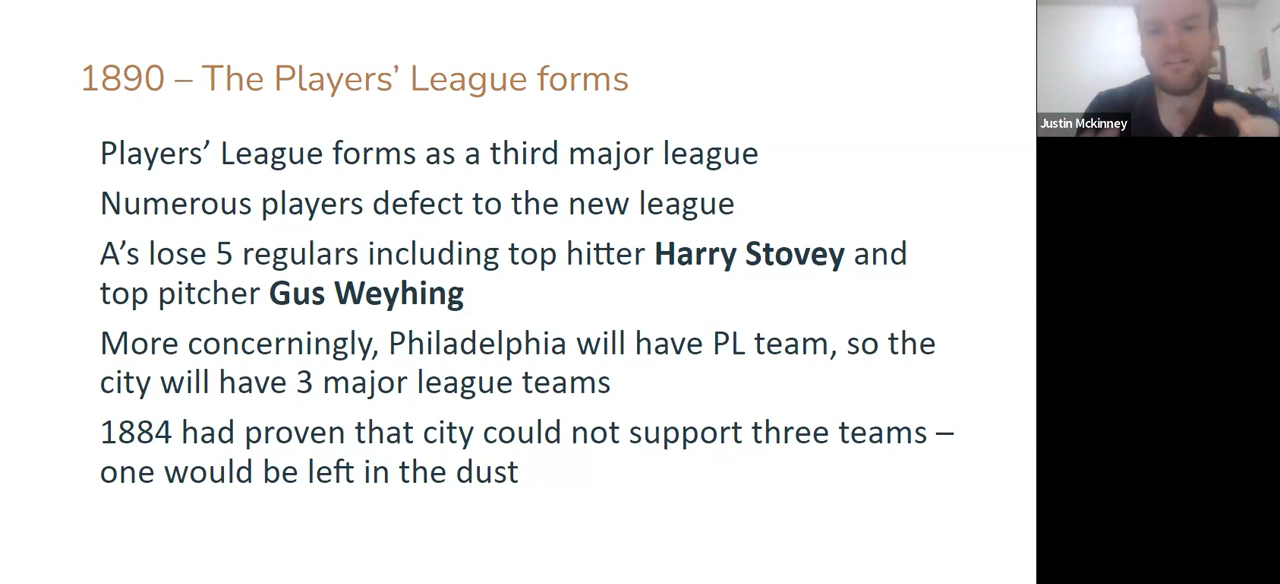 1890 – The Players’ League forms
Players’ League forms as a third major league
Numerous players defect to the new league
A’s lose 5 regulars including top hitter Harry Stovey and
top pitcher Gus Weyhing
More concerningly, Philadelphia will have PL team, so the
city will have 3 major league teams
1884 had proven that city could not support three teams –
one would be left in the dust
Justin Mckinney